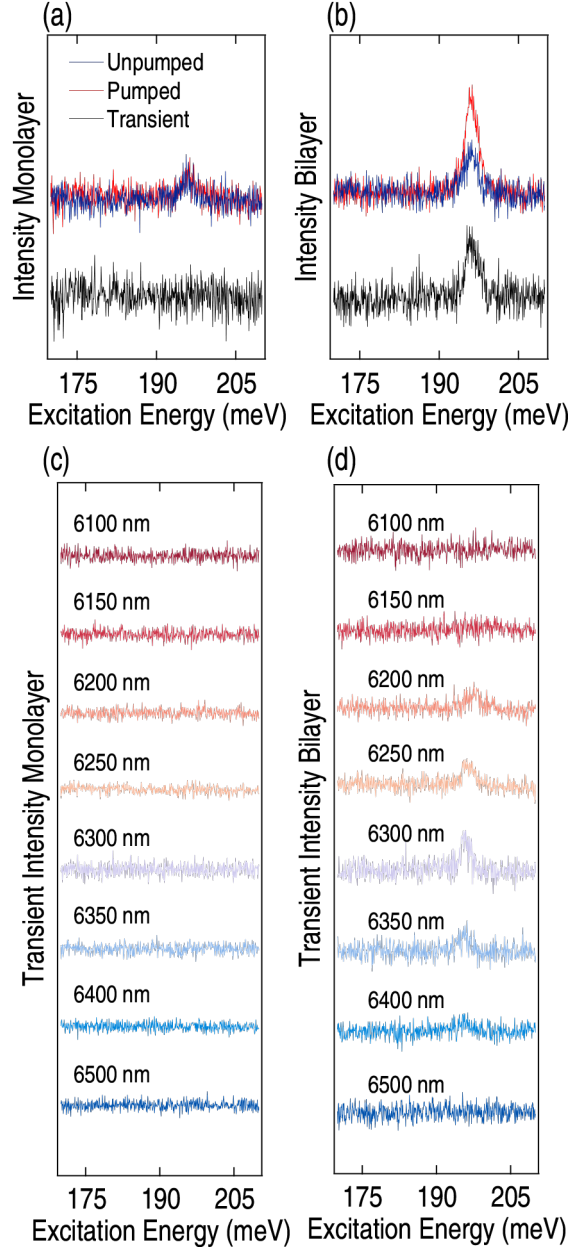 (a)
(b)
Unpumped
Pumped
Transient
Intensity Monolayer
Intensity Bilayer
175 190 205
175 190 205
Excitation Energy (meV)
Excitation Energy (meV)
(c)
(d)
6100 nm
6150 nm
6200 nm
6250 nm
6300 nm
6350 nm
6400 nm
6500 nm
Transient Intensity Monolayer
175 190 205
Excitation Energy (meV)
6100 nm
6150 nm
6200 nm
6250 nm
6300 nm
6350 nm
6400 nm
6500 nm
Transient Intensity Bilayer
175 190 205
Excitation Energy (meV)